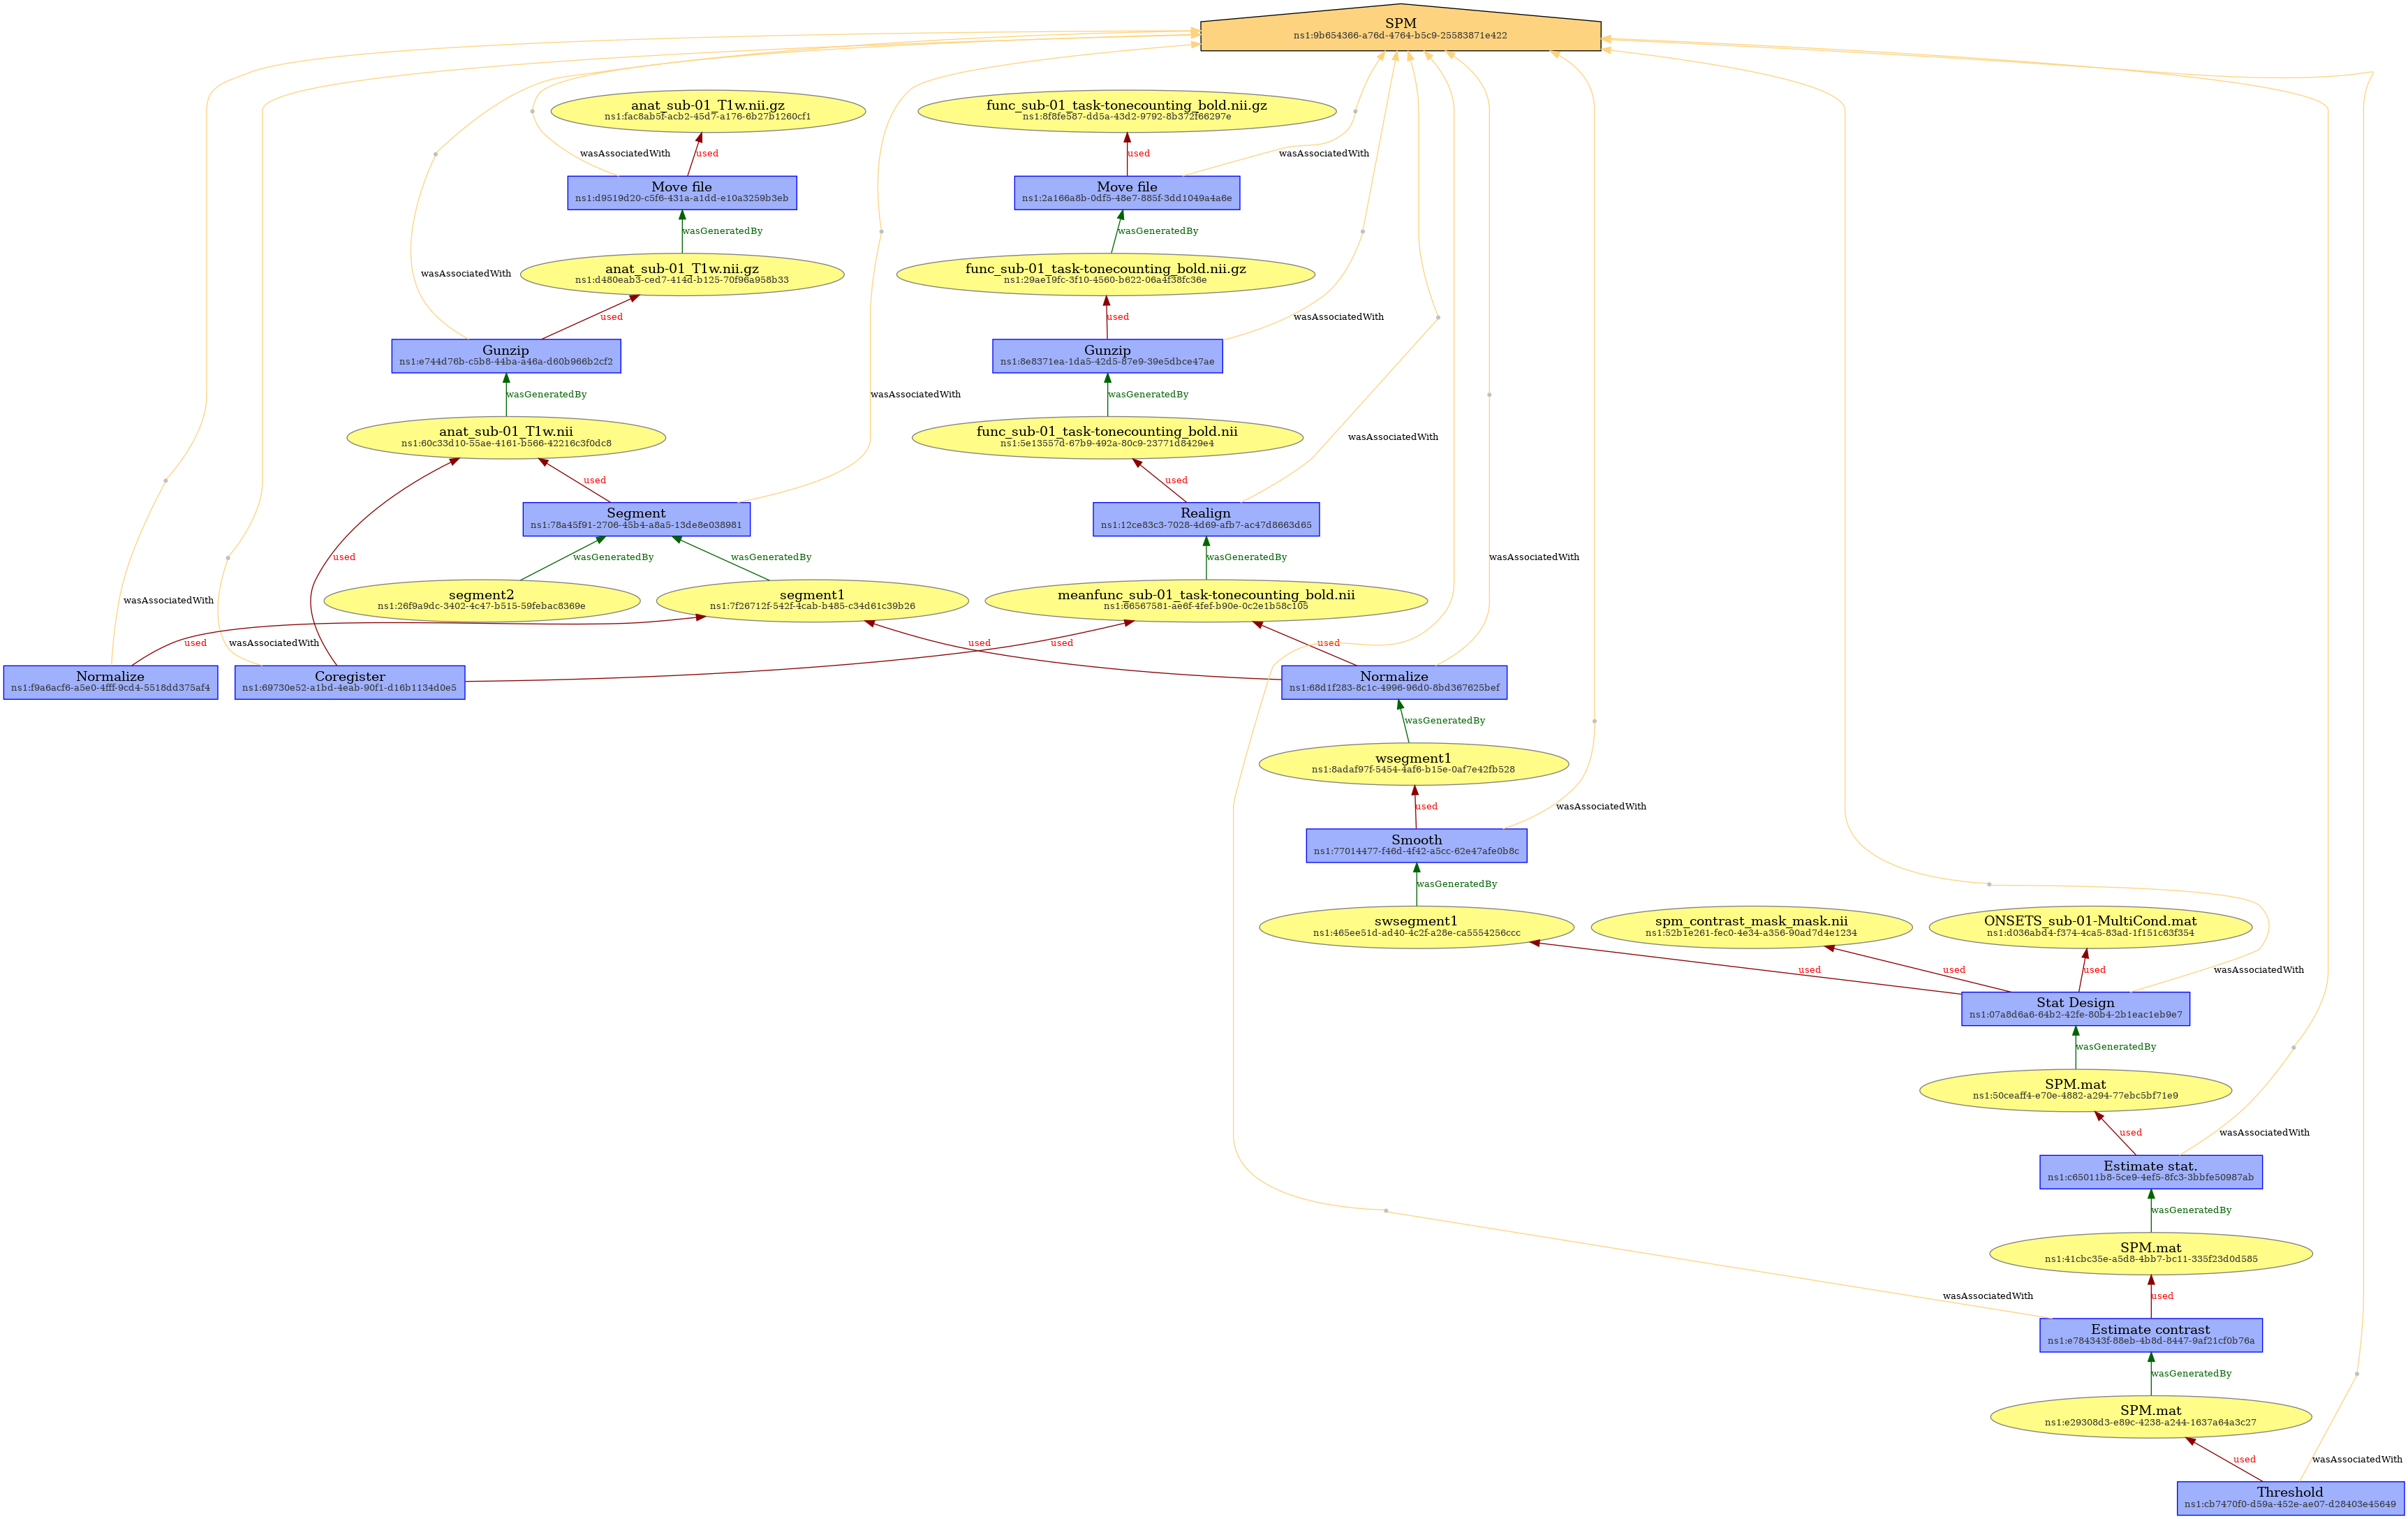 SPM
ns1:9b654366-a76d-4764-b5c9-25583871e422
anat_sub-01_T1w.nii.gz
ns1:fac8ab5f-acb2-45d7-a176-6b27b1260cf1
func_sub-01_task-tonecounting_bold.nii.gz
ns1:8f8fe587-dd5a-43d2-9792-8b372f66297e
wasAssociatedWith
used
used
wasAssociatedWith
Move file
ns1:d9519d20-c5f6-431a-a1dd-e10a3259b3eb
Move file
ns1:2a166a8b-0df5-48e7-885f-3dd1049a4a6e
wasGeneratedBy
wasGeneratedBy
wasAssociatedWith
anat_sub-01_T1w.nii.gz
ns1:d480eab3-ced7-414d-b125-70f96a958b33
func_sub-01_task-tonecounting_bold.nii.gz
ns1:29ae19fc-3f10-4560-b622-06a4f38fc36e
used
used
wasAssociatedWith
Gunzip
ns1:e744d76b-c5b8-44ba-a46a-d60b966b2cf2
Gunzip
ns1:8e8371ea-1da5-42d5-87e9-39e5dbce47ae
wasGeneratedBy
wasAssociatedWith
wasGeneratedBy
anat_sub-01_T1w.nii
ns1:60c33d10-55ae-4161-b566-42216c3f0dc8
func_sub-01_task-tonecounting_bold.nii
ns1:5e13557d-67b9-492a-80c9-23771d8429e4
wasAssociatedWith
used
used
Segment
ns1:78a45f91-2706-45b4-a8a5-13de8e038981
Realign
ns1:12ce83c3-7028-4d69-afb7-ac47d8663d65
used
wasGeneratedBy
wasGeneratedBy
wasGeneratedBy
wasAssociatedWith
segment2
ns1:26f9a9dc-3402-4c47-b515-59febac8369e
segment1
ns1:7f26712f-542f-4cab-b485-c34d61c39b26
meanfunc_sub-01_task-tonecounting_bold.nii
ns1:66567581-ae6f-4fef-b90e-0c2e1b58c105
wasAssociatedWith
used
wasAssociatedWith
used
used
used
Normalize
ns1:f9a6acf6-a5e0-4fff-9cd4-5518dd375af4
Coregister
ns1:69730e52-a1bd-4eab-90f1-d16b1134d0e5
Normalize
ns1:68d1f283-8c1c-4996-96d0-8bd367625bef
wasGeneratedBy
wsegment1
ns1:8adaf97f-5454-4af6-b15e-0af7e42fb528
used
wasAssociatedWith
Smooth
ns1:77014477-f46d-4f42-a5cc-62e47afe0b8c
wasGeneratedBy
swsegment1
ns1:465ee51d-ad40-4c2f-a28e-ca5554256ccc
spm_contrast_mask_mask.nii
ns1:52b1e261-fec0-4e34-a356-90ad7d4e1234
ONSETS_sub-01-MultiCond.mat
ns1:d036abd4-f374-4ca5-83ad-1f151c63f354
used
used
used
wasAssociatedWith
Stat Design
ns1:07a8d6a6-64b2-42fe-80b4-2b1eac1eb9e7
wasGeneratedBy
SPM.mat
ns1:50ceaff4-e70e-4882-a294-77ebc5bf71e9
used
wasAssociatedWith
Estimate stat.
ns1:c65011b8-5ce9-4ef5-8fc3-3bbfe50987ab
wasGeneratedBy
SPM.mat
ns1:41cbc35e-a5d8-4bb7-bc11-335f23d0d585
wasAssociatedWith
used
Estimate contrast
ns1:e784343f-88eb-4b8d-8447-9af21cf0b76a
wasGeneratedBy
SPM.mat
ns1:e29308d3-e89c-4238-a244-1637a64a3c27
used
wasAssociatedWith
Threshold
ns1:cb7470f0-d59a-452e-ae07-d28403e45649